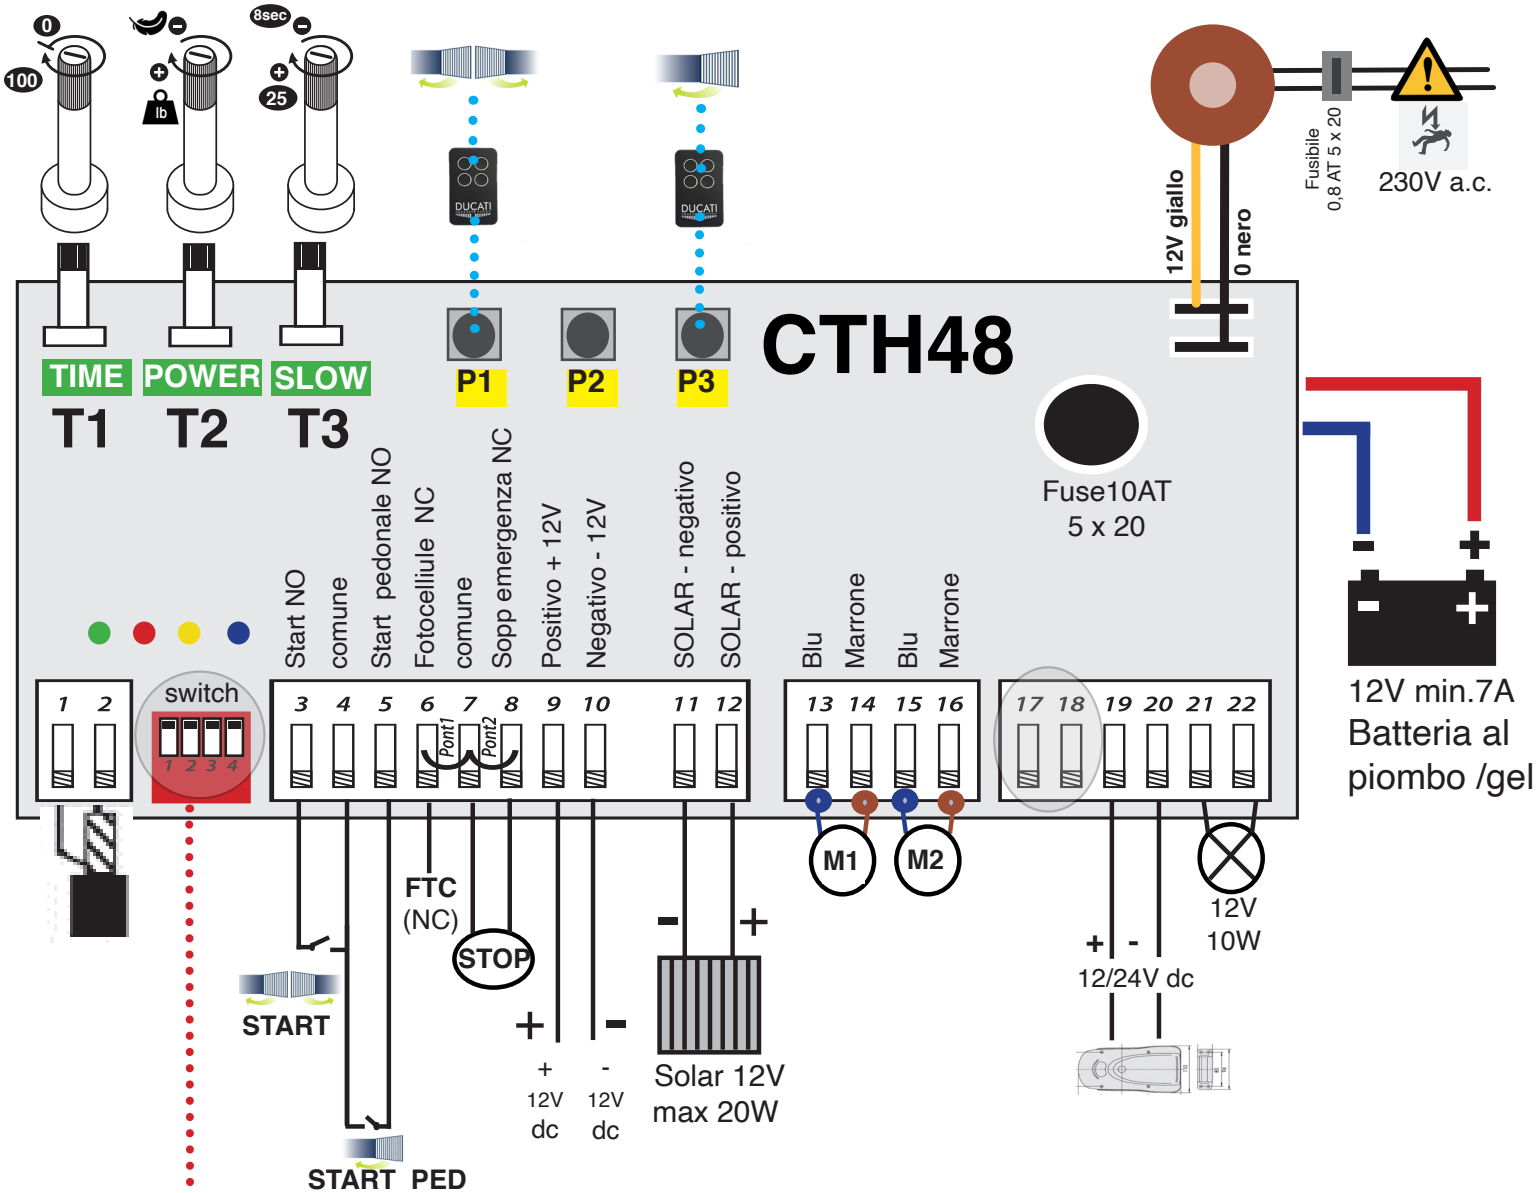 0
100
lb
8sec
25
DUCATI
DUCATI
12V giallo
0 nero
Fusibile
0,8 AT 5 x 20
230V a.c.
CTH48
TIME
POWER
SLOW
T1
T2
T3
P1
P2
P3
Fuse10AT
5 x 20
Start NO
comune
Start pedonale NO
Fotocelliule NC
comune
Sopp emergenza NC
Positivo + 12V
Negativo - 12V
SOLAR - negativo
SOLAR - positivo
Blu
Marrone
Blu
Marrone
- +
12V min.7A
Batteria al
piombo /gel
switch
1 2
1 2 3 4
3 4 5 6 7 8 9 10
Pont1
Pont2
11 12
13 14 15 16
17 18 19 20 21 22
M1
M2
FTC
(NC)
STOP
START
START PED
+ -
+ -
12V 12V
dc dc
- +
Solar 12V
max 20W
+ -
12/24V dc
12V
10W